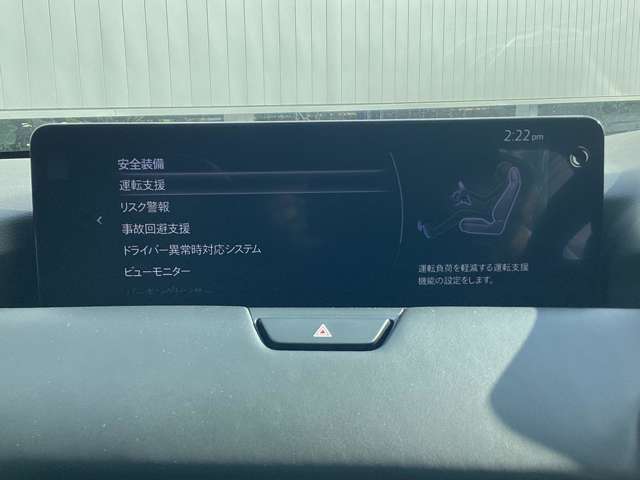 2:22 pm
安全装備
運転支援
リスク警報
事故回避支援
ドライバー異常時対応システム
ビューモニター
運転負荷を軽減する運転支援
機能の設定をします。